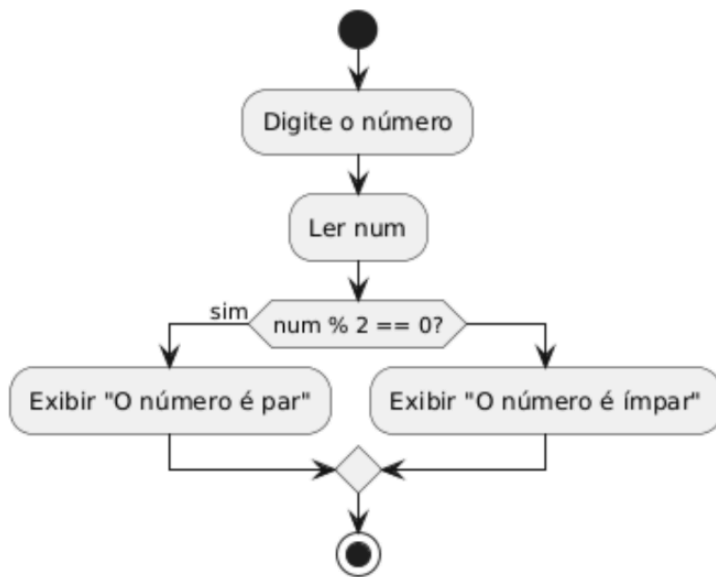 Digite o número
Ler num
sim
num % 2 == 0?
Exibir "O número é par"
Exibir "O número é ímpar"